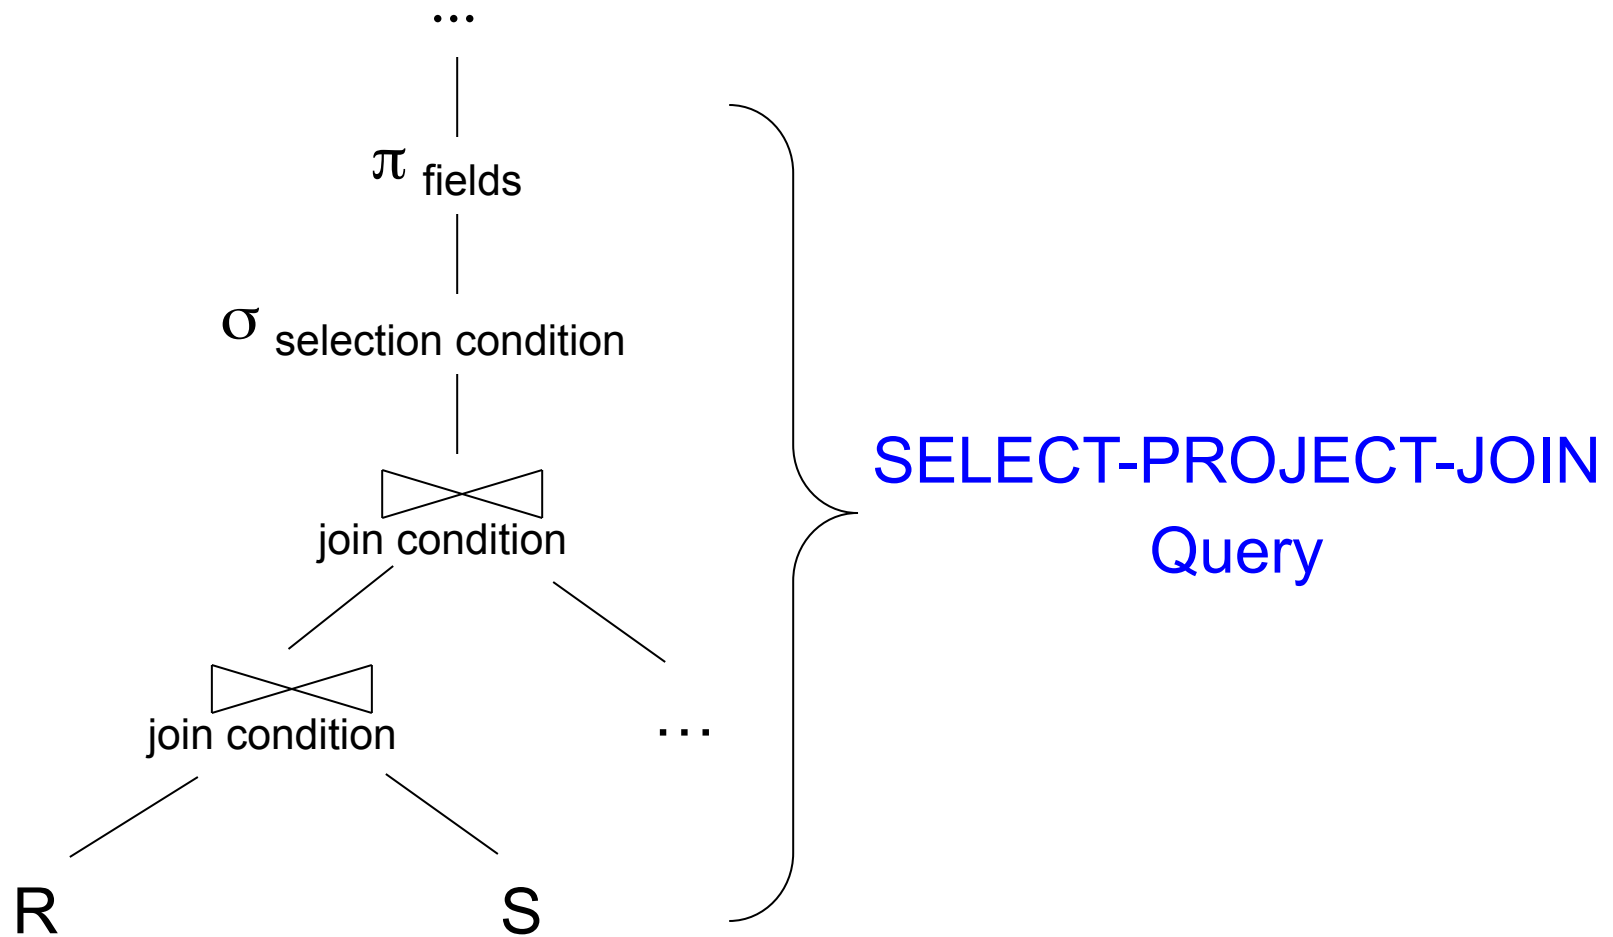 ...
π fields
σ selection condition
SELECT-PROJECT-JOIN
Query
join condition
join condition
...
R
S